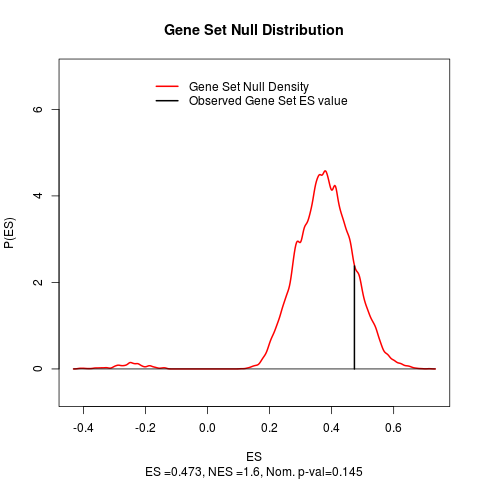 Gene Set Null Distribution
Gene Set Null Density
Observed Gene Set ES value
P(ES)
6
4
2
0
-0.4 -0.2 0.0 0.2 0.4 0.6
ES
ES =0.473, NES =1.6, Nom. p-val=0.145